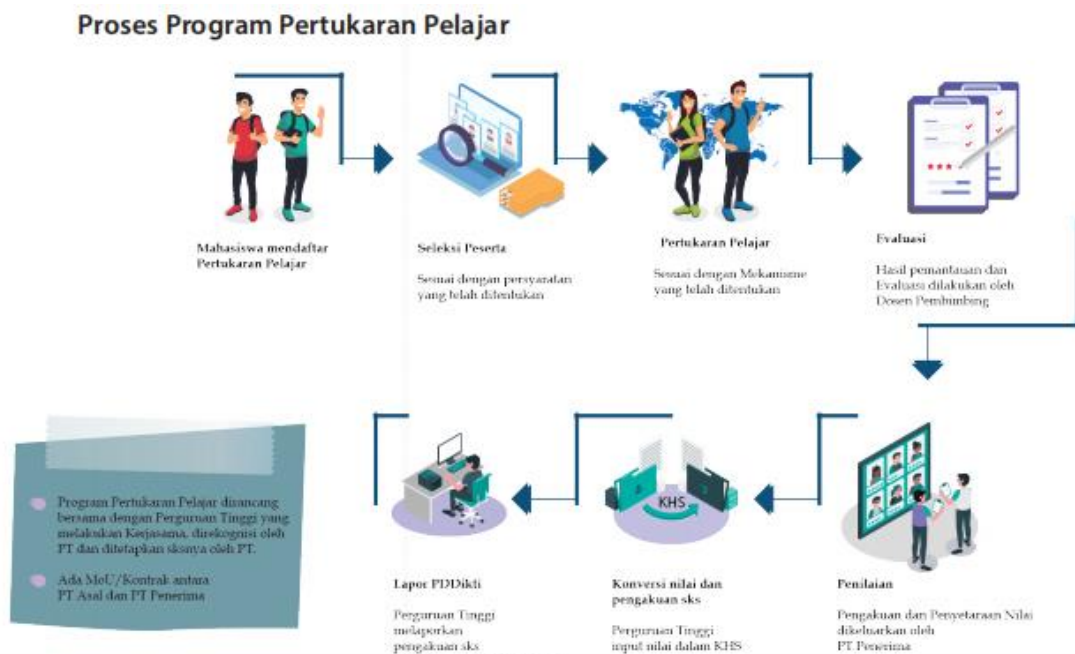 Proses Program Pertukaran Pelajar
Mahasiswa mendaftar
Pertukaran Pelajar
Seleksi Peserta
Sesuai dengan persyaratan
yang telah ditentukan
Pertukaran Pelajar
Sesuai dengan Mekanisme
yang telah ditentukan
Evaluasi
Hasil pemantauan dan
Evaluasi dilakukan oleh
Dosen Pembimbing
Penilaian
Pengakuan dan Penyetaraan Nilai
dikeluarkan oleh
PT Penerima
KHS
Konversi nilai dan
pengakuan sks
Perguruan Tinggi
input nilai dalam KHS
Lapor PDDikti
Perguruan Tinggi
melaporkan
pengakuan sks
Program Pertukaran Pelajar dirancang
bersama dengan Perguruan Tinggi yang
melakukan Kerjasama, direkognisi oleh
PT dan ditetapkan sksnya oleh PT.
Ada MoU/Kontrak antara
PT Asal dan PT Penerima